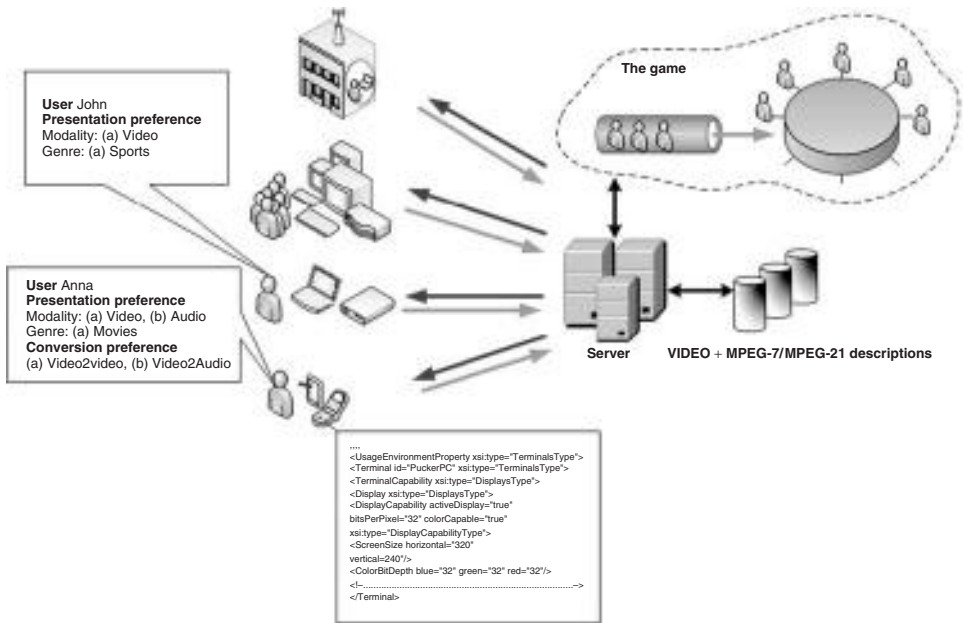 The game
User John
Presentation preference
Modality: (a) Video
Genre: (a) Sports
User Anna
Presentation preference
Modality: (a) Video, (b) Audio
Genre: (a) Movies
Conversion preference
(a) Video2video, (b) Video2Audio
Server
VIDEO + MPEG-7/MPEG-21 descriptions
....
<UsageEnvironmentProperty xsi:type="TerminalsType">
<Terminal id="PuckerPC" xsi:type="TerminalsType">
<TerminalCapability xsi:type="DisplaysType">
<Display xsi:type="DisplaysType">
<DisplayCapability activeDisplay="true"
bitsPerPixel="32" colorCapable="true"
xsi:type="DisplayCapabilityType">
<ScreenSize horizontal="320"
vertical=240"/>
<ColorBitDepth blue="32" green="32" red="32"/>
<!–.........................................................................–>
</Terminal>